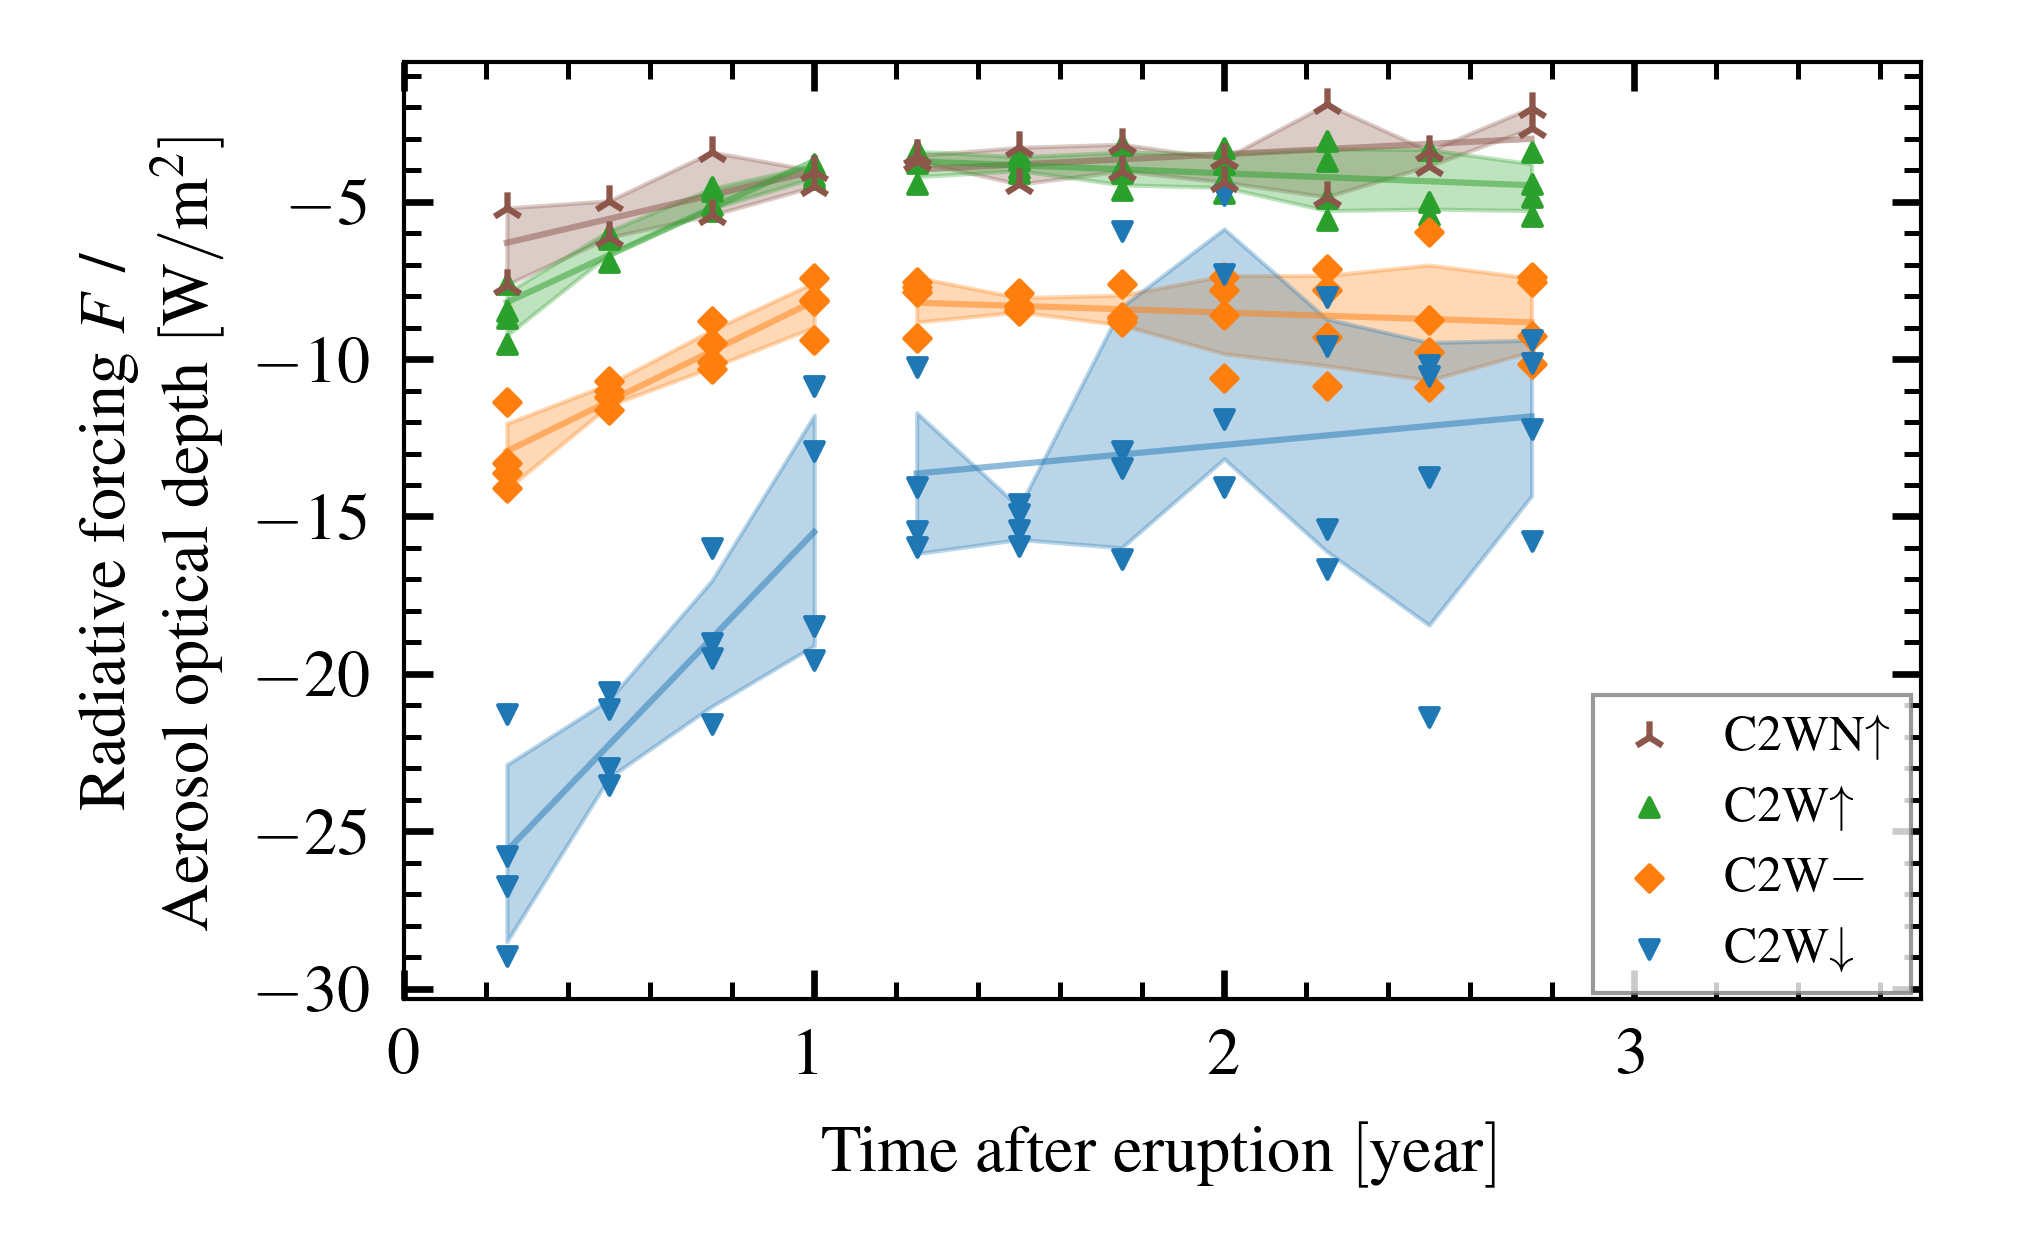 Radiative forcing F /
Aerosol optical depth [W/m²]
−5
−10
−15
−20
−25
−30
0 1 2 3
Time after eruption [year]
C2WN↑
C2W↑
C2W−
C2W↓